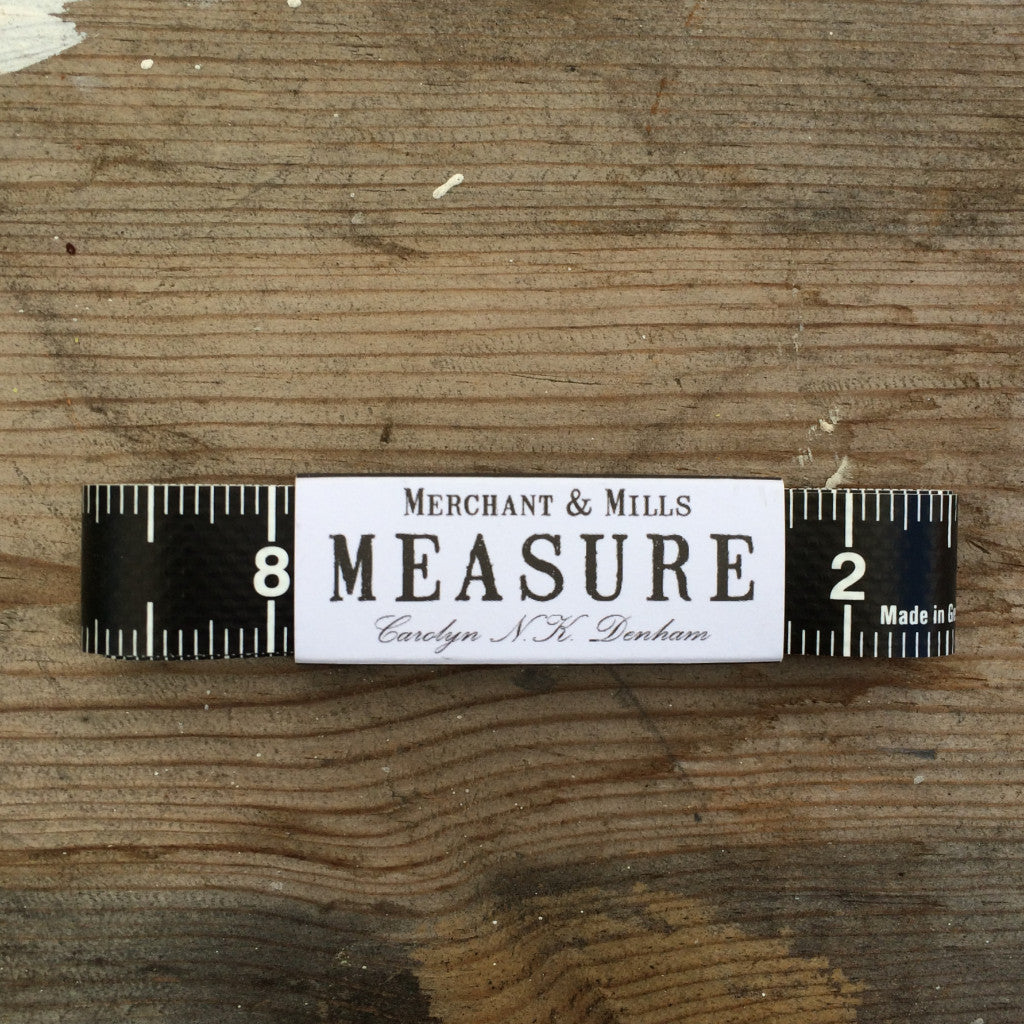 MERCHANT & MILLS
MEASURE
Carolyn N.K. Denham
8
2
Made in